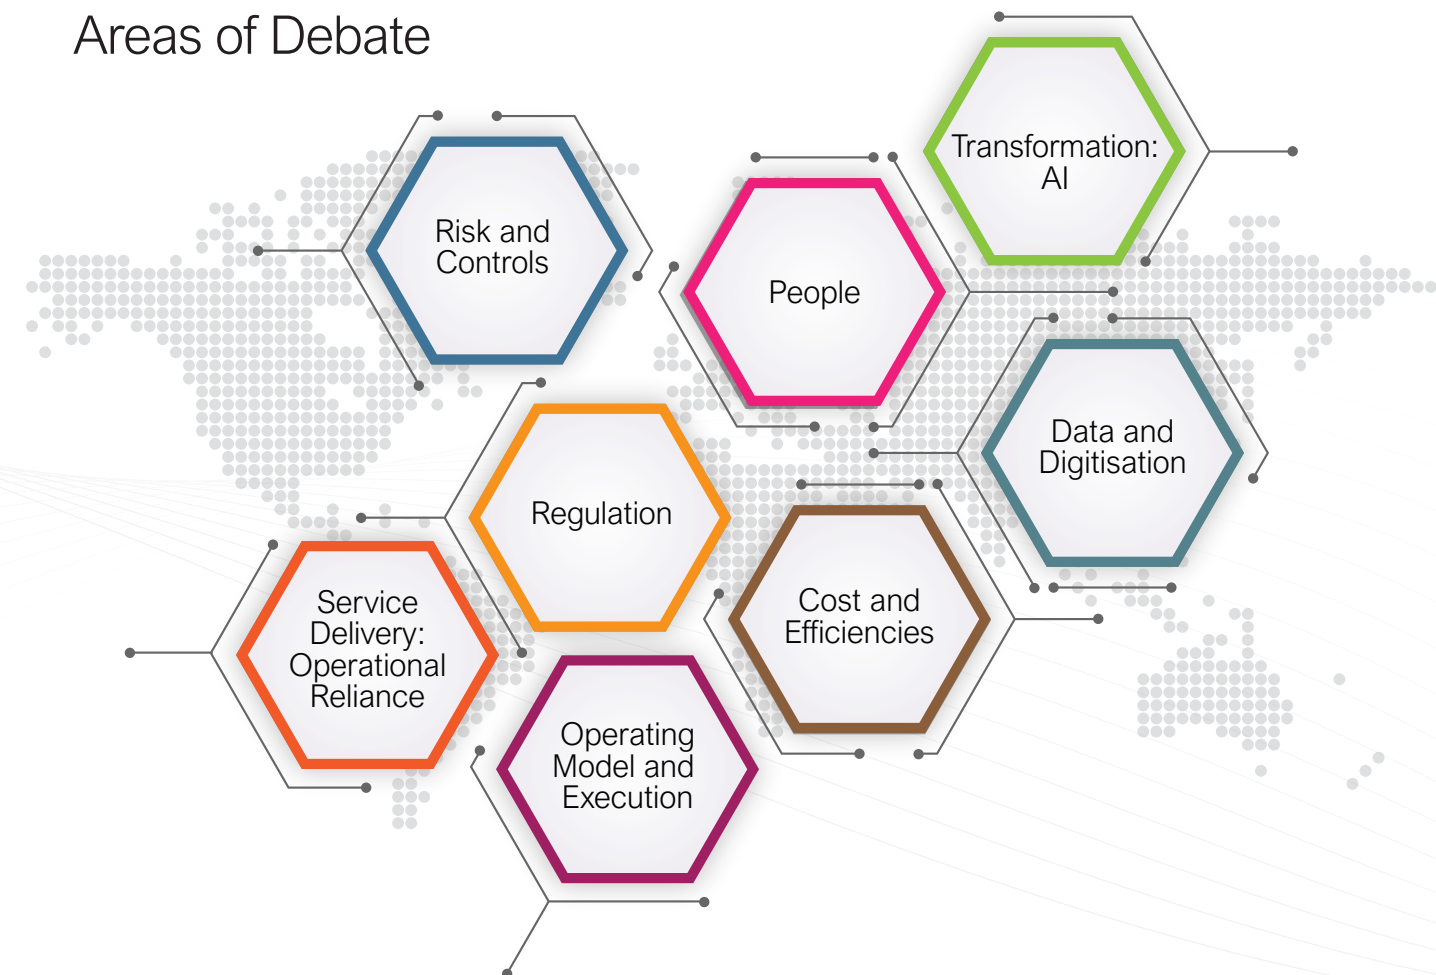 Areas of Debate
Transformation:
AI
Risk and
Controls
People
Data and
Digitisation
Regulation
Cost and
Efficiencies
Service
Delivery:
Operational
Reliance
Operating
Model and
Execution